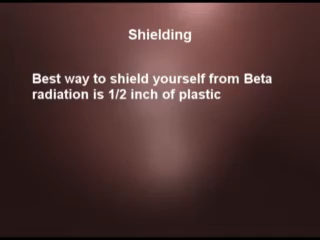 Shielding
Best way to shield yourself from Beta
radiation is 1/2 inch of plastic